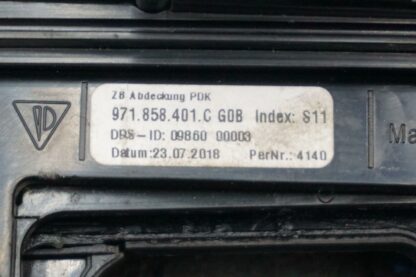 ZB Abdeckung PDK
971.858.401.C G0B Index: S11
DRS-ID: 09860 00003
Datum:23.07.2018 PerNr.: 4140
Ma